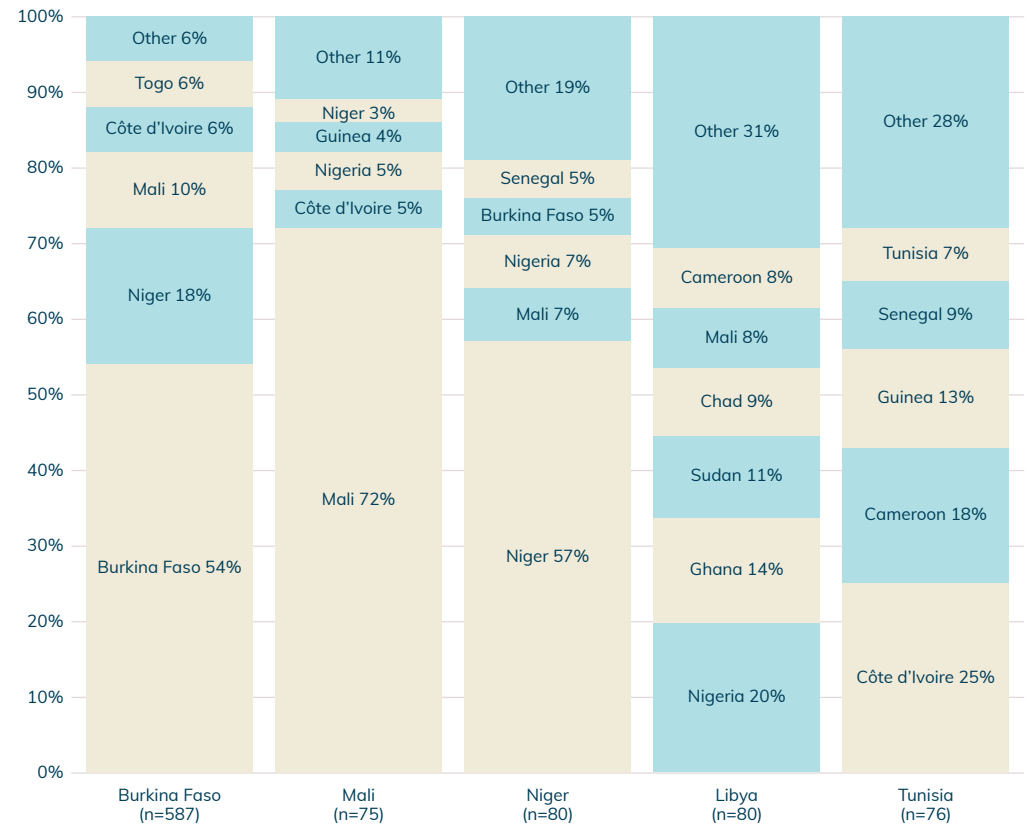 100%
90%
80%
70%
60%
50%
40%
30%
20%
10%
0%
Other 6%
Togo 6%
Côte d’Ivoire 6%
Mali 10%
Niger 18%
Burkina Faso 54%
Burkina Faso
(n=587)
Other 11%
Niger 3%
Guinea 4%
Nigeria 5%
Côte d’Ivoire 5%
Mali 72%
Mali
(n=75)
Other 19%
Senegal 5%
Burkina Faso 5%
Nigeria 7%
Mali 7%
Niger 57%
Niger
(n=80)
Other 31%
Cameroon 8%
Mali 8%
Chad 9%
Sudan 11%
Ghana 14%
Nigeria 20%
Libya
(n=80)
Other 28%
Tunisia 7%
Senegal 9%
Guinea 13%
Cameroon 18%
Côte d’Ivoire 25%
Tunisia
(n=76)